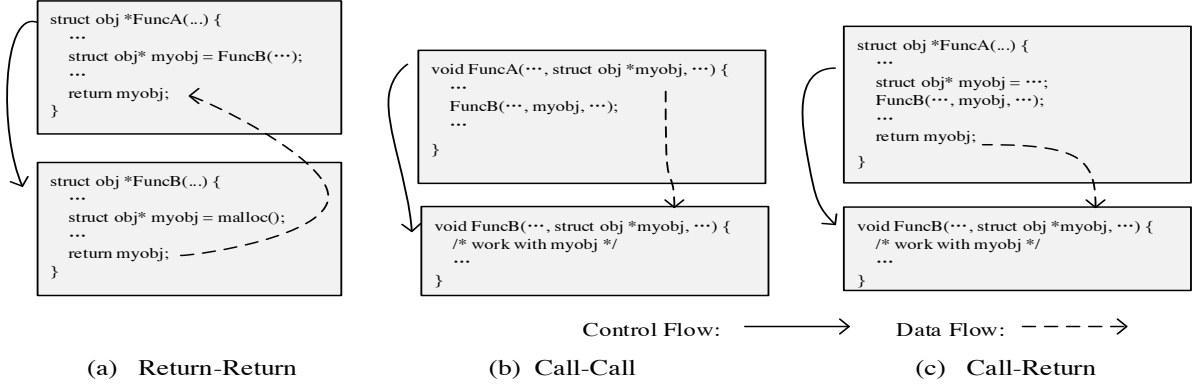 struct obj *FuncA(...) {
···
struct obj* myobj = FuncB(···);
···
return myobj;
}
struct obj *FuncB(...) {
···
struct obj* myobj = malloc();
···
return myobj;
}
void FuncA(···, struct obj *myobj, ···) {
···
FuncB(···, myobj, ···);
···
}
void FuncB(···, struct obj *myobj, ···) {
/* work with myobj */
···
}
struct obj *FuncA(...) {
···
struct obj* myobj = ···;
FuncB(···, myobj, ···);
···
return myobj;
}
void FuncB(···, struct obj *myobj, ···) {
/* work with myobj */
···
}
Control Flow: Data Flow:
(a) Return-Return (b) Call-Call (c) Call-Return